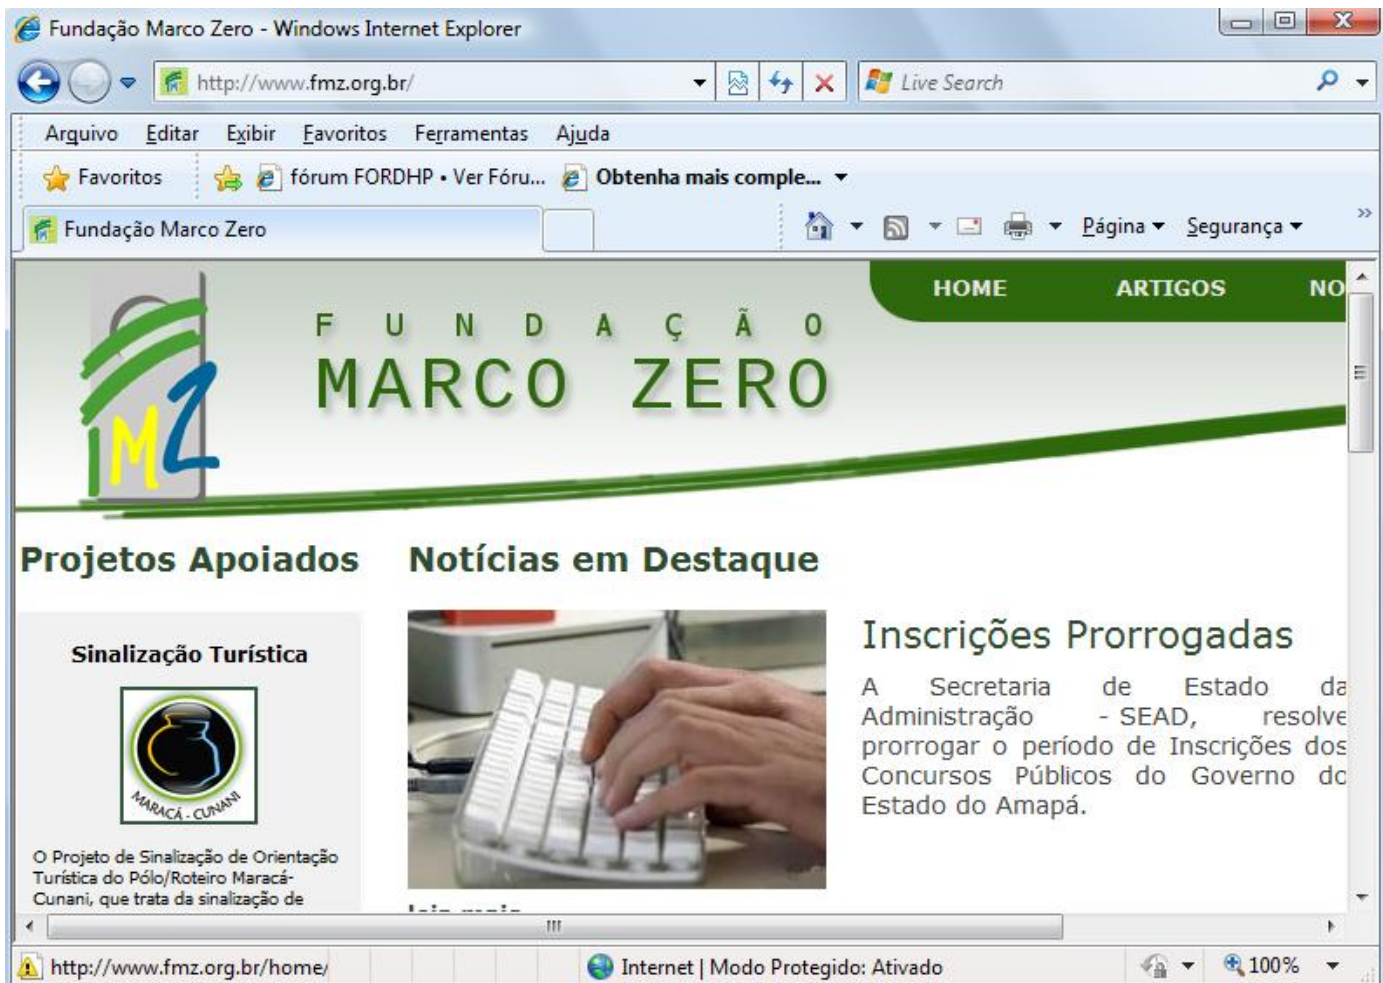 Fundação Marco Zero - Windows Internet Explorer
http://www.fmz.org.br/ Live Search
Arquivo Editar Exibir Favoritos Ferramentas Ajuda
Favoritos fórum FORDHP • Ver Fóru... Obtenha mais comple...
Fundação Marco Zero Página Segurança
HOME ARTIGOS NO
FUNDAÇÃO
MARCO ZERO
MZ
Projetos Apoiados
Sinalização Turística
MARACÁ - CUNANI
O Projeto de Sinalização de Orientação
Turística do Pólo/Roteiro Maracá-
Cunani, que trata da sinalização de
Notícias em Destaque
Inscrições Prorrogadas
A Secretaria de Estado da
Administração - SEAD, resolve
prorrogar o período de Inscrições dos
Concursos Públicos do Governo do
Estado do Amapá.
leia mais
http://www.fmz.org.br/home/ Internet | Modo Protegido: Ativado 100%